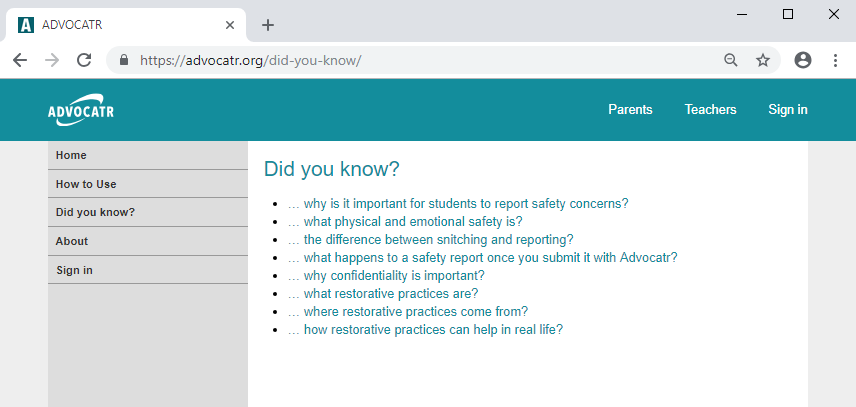 A ADVOCATR
https://advocatr.org/did-you-know/
ADVOCATR
Parents Teachers Sign in
Home
How to Use
Did you know?
About
Sign in
Did you know?
... why is it important for students to report safety concerns?
... what physical and emotional safety is?
... the difference between snitching and reporting?
... what happens to a safety report once you submit it with Advocatr?
... why confidentiality is important?
... what restorative practices are?
... where restorative practices come from?
... how restorative practices can help in real life?